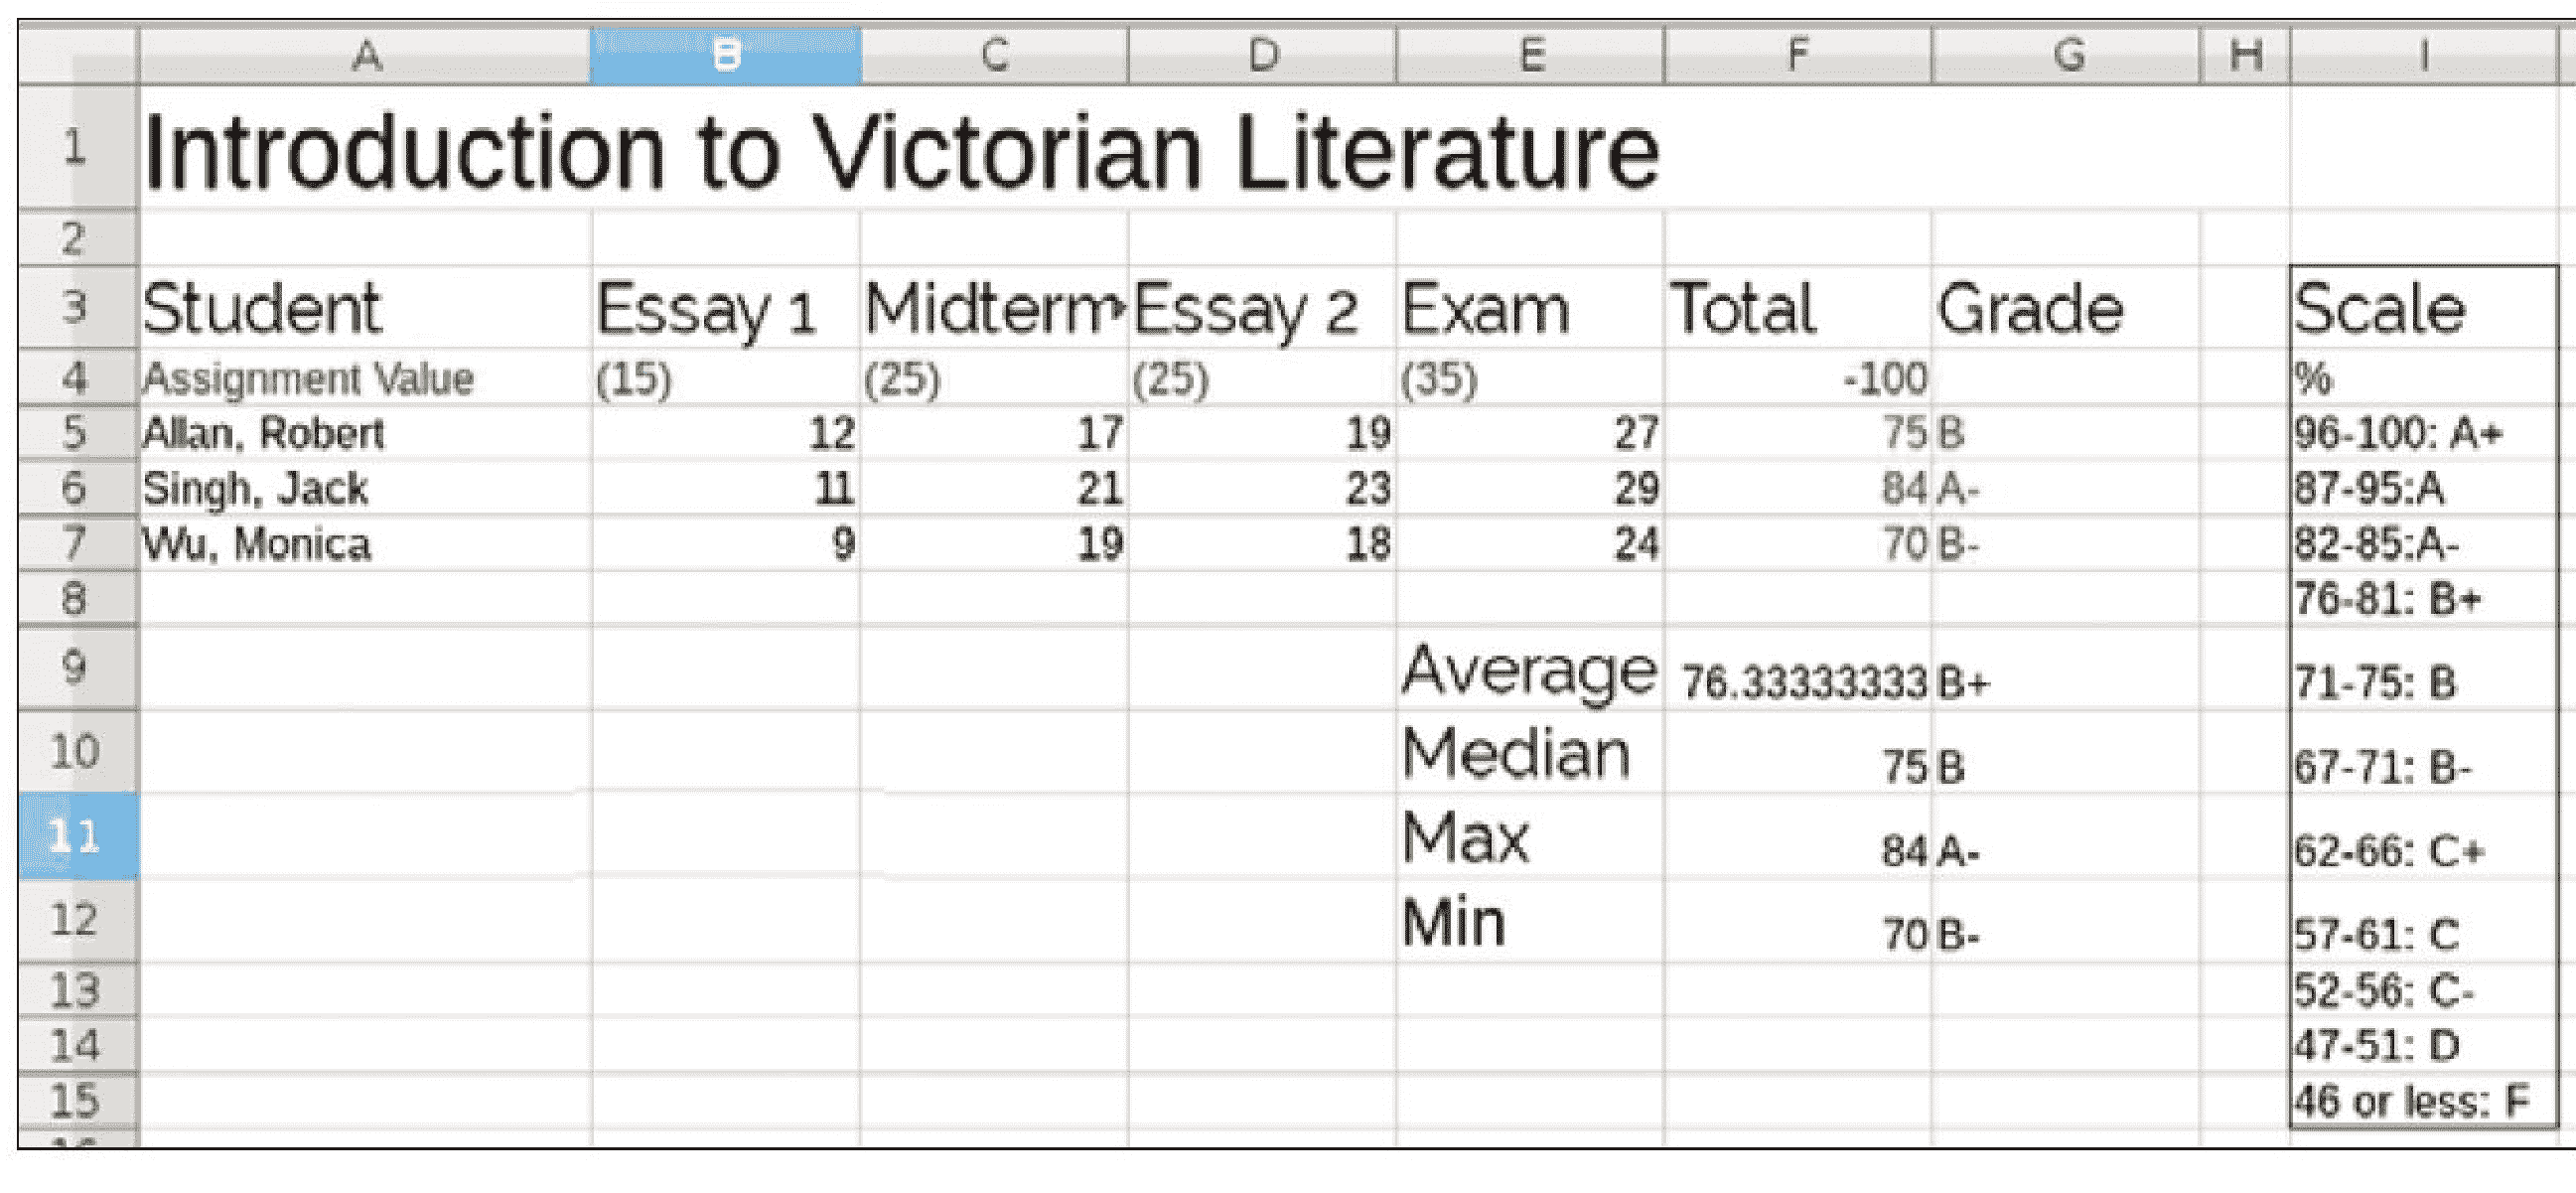 A B C D E F G H I
1 Introduction to Victorian Literature
2
3 Student Essay 1 Midterm Essay 2 Exam Total Grade Scale
4 Assignment Value (15) (25) (25) (35) -100 %
5 Allan, Robert 12 17 19 27 75 B 96-100: A+
6 Singh, Jack 11 21 23 29 84 A- 87-95:A
7 Wu, Monica 9 19 18 24 70 B- 82-85:A-
8 76-81: B+
9 Average 76.33333333 B+ 71-75: B
10 Median 75 B 67-71: B-
11 Max 84 A- 62-66: C+
12 Min 70 B- 57-61: C
13 52-56: C-
14 47-51: D
15 46 or less: F